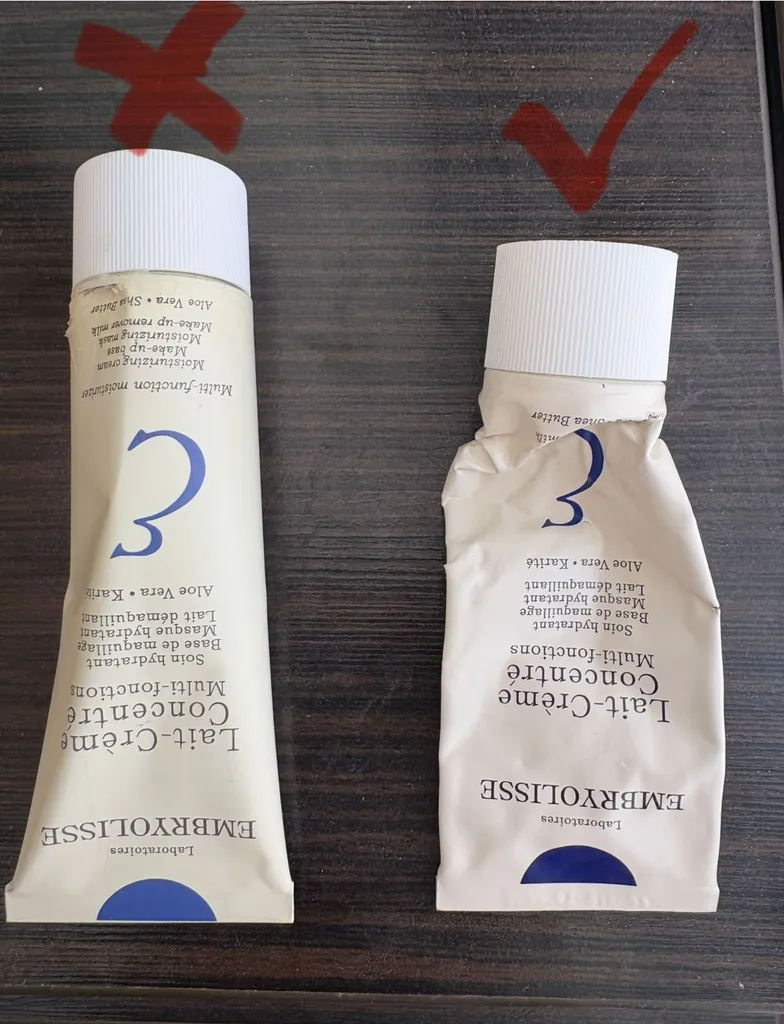 Laboratoires
EMBRYOLISSE
Lait-Crème
Concentré
Multi-fonctions
Soin hydratant
Base de maquillage
Masque hydratant
Lait démaquillant
Aloe Vera • Karité
Multi-function moisturizer
Moisturizing cream
Make-up base
Moisturizing mask
Make-up remover milk
Aloe Vera • Shea Butter
Laboratoires
EMBRYOLISSE
Lait-Crème
Concentré
Multi-fonctions
Soin hydratant
Base de maquillage
Masque hydratant
Lait démaquillant
Aloe Vera • Karité
Shea Butter